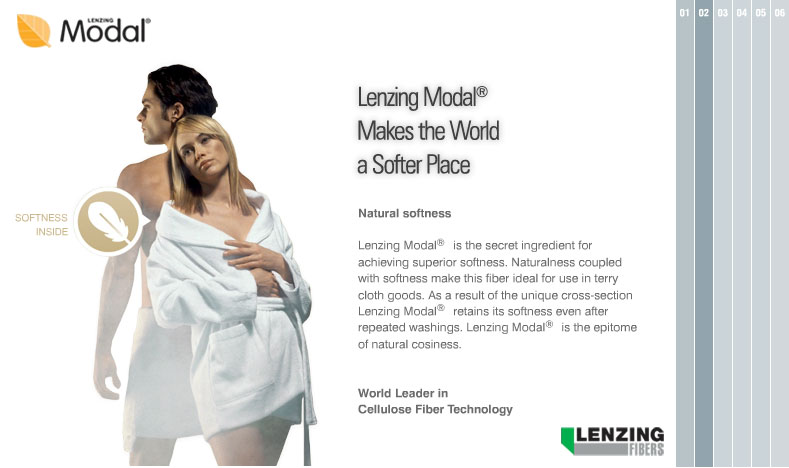 LENZING
Modal®
01 02 03 04 05 06
Lenzing Modal®
Makes the World
a Softer Place
SOFTNESS
INSIDE
Natural softness
Lenzing Modal® is the secret ingredient for
achieving superior softness. Naturalness coupled
with softness make this fiber ideal for use in terry
cloth goods. As a result of the unique cross-section
Lenzing Modal® retains its softness even after
repeated washings. Lenzing Modal® is the epitome
of natural cosiness.
World Leader in
Cellulose Fiber Technology
LENZING
FIBERS